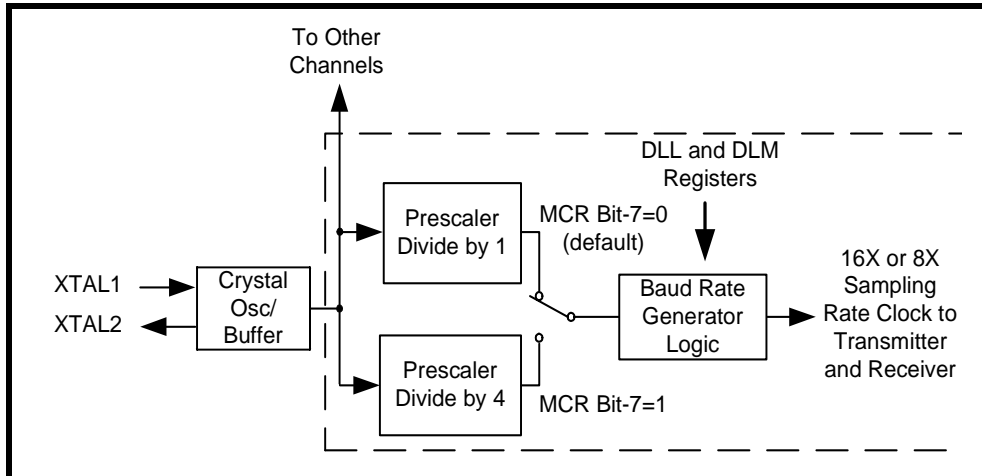 To Other
Channels
DLL and DLM
Registers
Prescaler
Divide by 1
MCR Bit-7=0
(default)
XTAL1
XTAL2
Crystal
Osc/
Buffer
Baud Rate
Generator
Logic
16X or 8X
Sampling
Rate Clock to
Transmitter
and Receiver
Prescaler
Divide by 4
MCR Bit-7=1